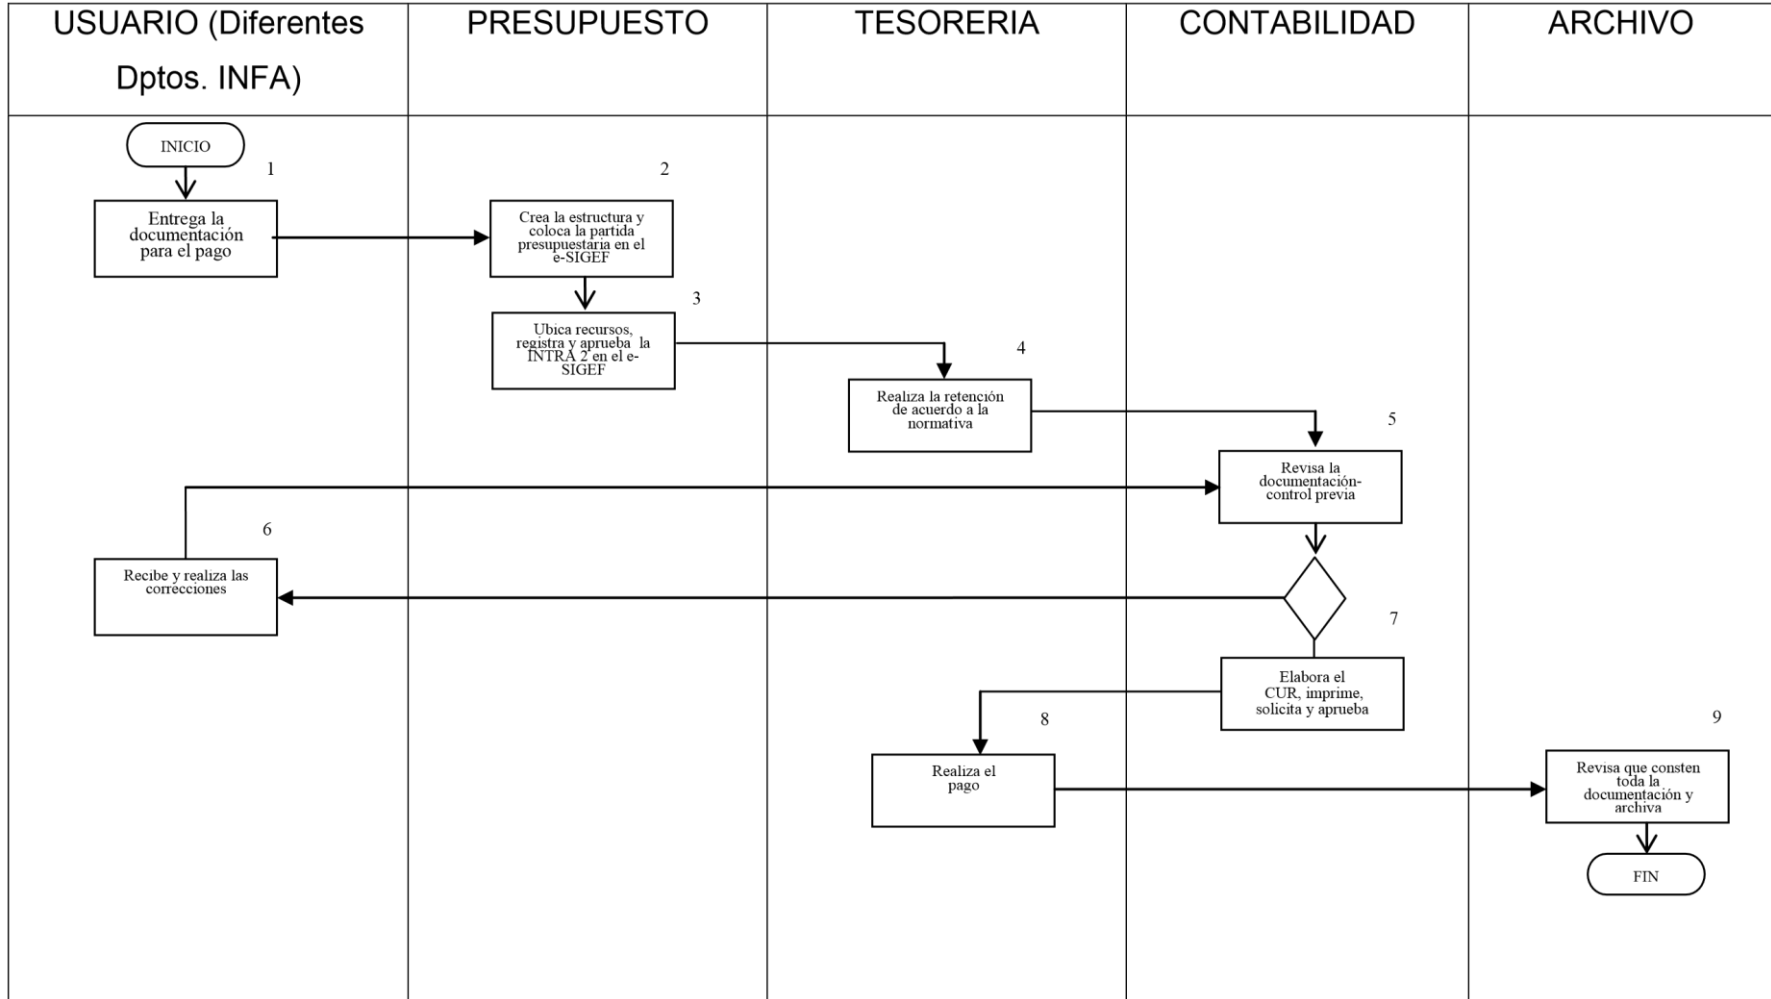 USUARIO (Diferentes
Dptos. INFA)
PRESUPUESTO
TESORERIA
CONTABILIDAD
ARCHIVO
INICIO
1
Entrega la
documentación
para el pago
2
Crea la estructura y
coloca la partida
presupuestaria en el
e-SIGEF
3
Ubica recursos,
registra y aprueba la
INTRA 2 en el e-
SIGEF
4
Realiza la retención
de acuerdo a la
normativa
5
Revisa la
documentación-
control previa
6
Recibe y realiza las
correcciones
7
Elabora el
CUR, imprime,
solicita y aprueba
8
Realiza el
pago
9
Revisa que consten
toda la
documentación y
archiva
FIN